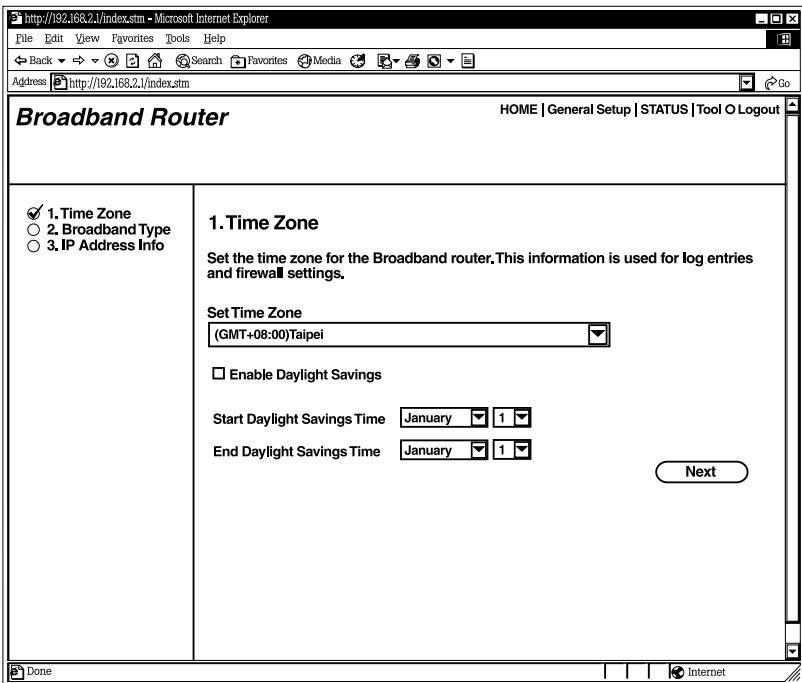 http://192.168.2.1/index.stm - Microsoft Internet Explorer
File Edit View Favorites Tools Help
Back Search Favorites Media
Address http://192.168.2.1/index.stm Go
Broadband Router
HOME | General Setup | STATUS | Tool O Logout
1. Time Zone
2. Broadband Type
3. IP Address Info
1. Time Zone
Set the time zone for the Broadband router. This information is used for log entries
and firewall settings.
Set Time Zone
(GMT+08:00)Taipei
Enable Daylight Savings
Start Daylight Savings Time January 1
End Daylight Savings Time January 1
Next
Done Internet